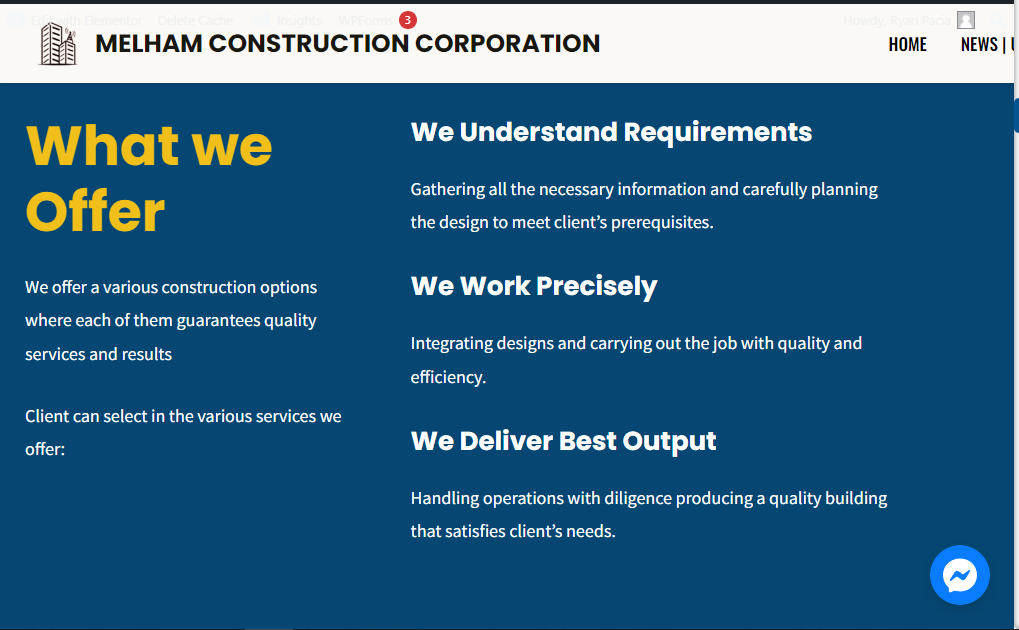 Edit with Elementor Delete Cache Insights WPForms 3 Howdy, Ryan Pacia
MELHAM CONSTRUCTION CORPORATION
HOME NEWS |
What we
Offer
We offer a various construction options
where each of them guarantees quality
services and results
Client can select in the various services we
offer:
We Understand Requirements
Gathering all the necessary information and carefully planning
the design to meet client’s prerequisites.
We Work Precisely
Integrating designs and carrying out the job with quality and
efficiency.
We Deliver Best Output
Handling operations with diligence producing a quality building
that satisfies client’s needs.